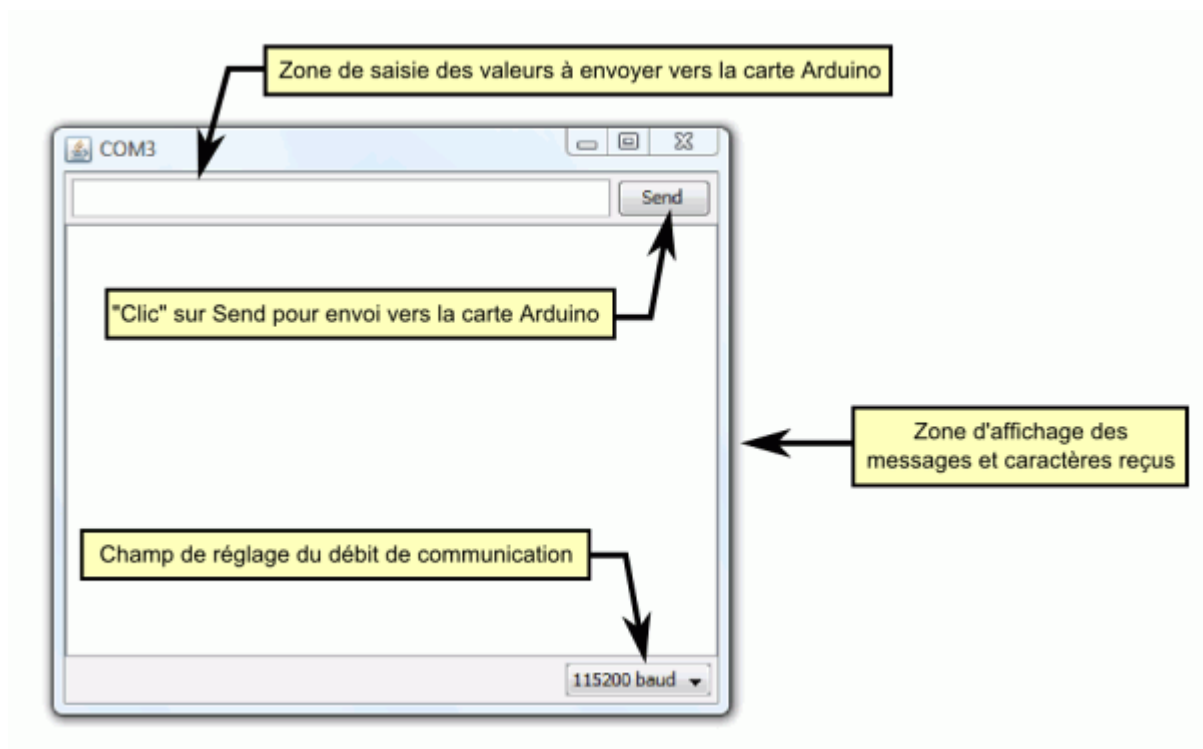 Zone de saisie des valeurs à envoyer vers la carte Arduino
COM3
Send
"Clic" sur Send pour envoi vers la carte Arduino
Zone d'affichage des
messages et caractères reçus
Champ de réglage du débit de communication
115200 baud